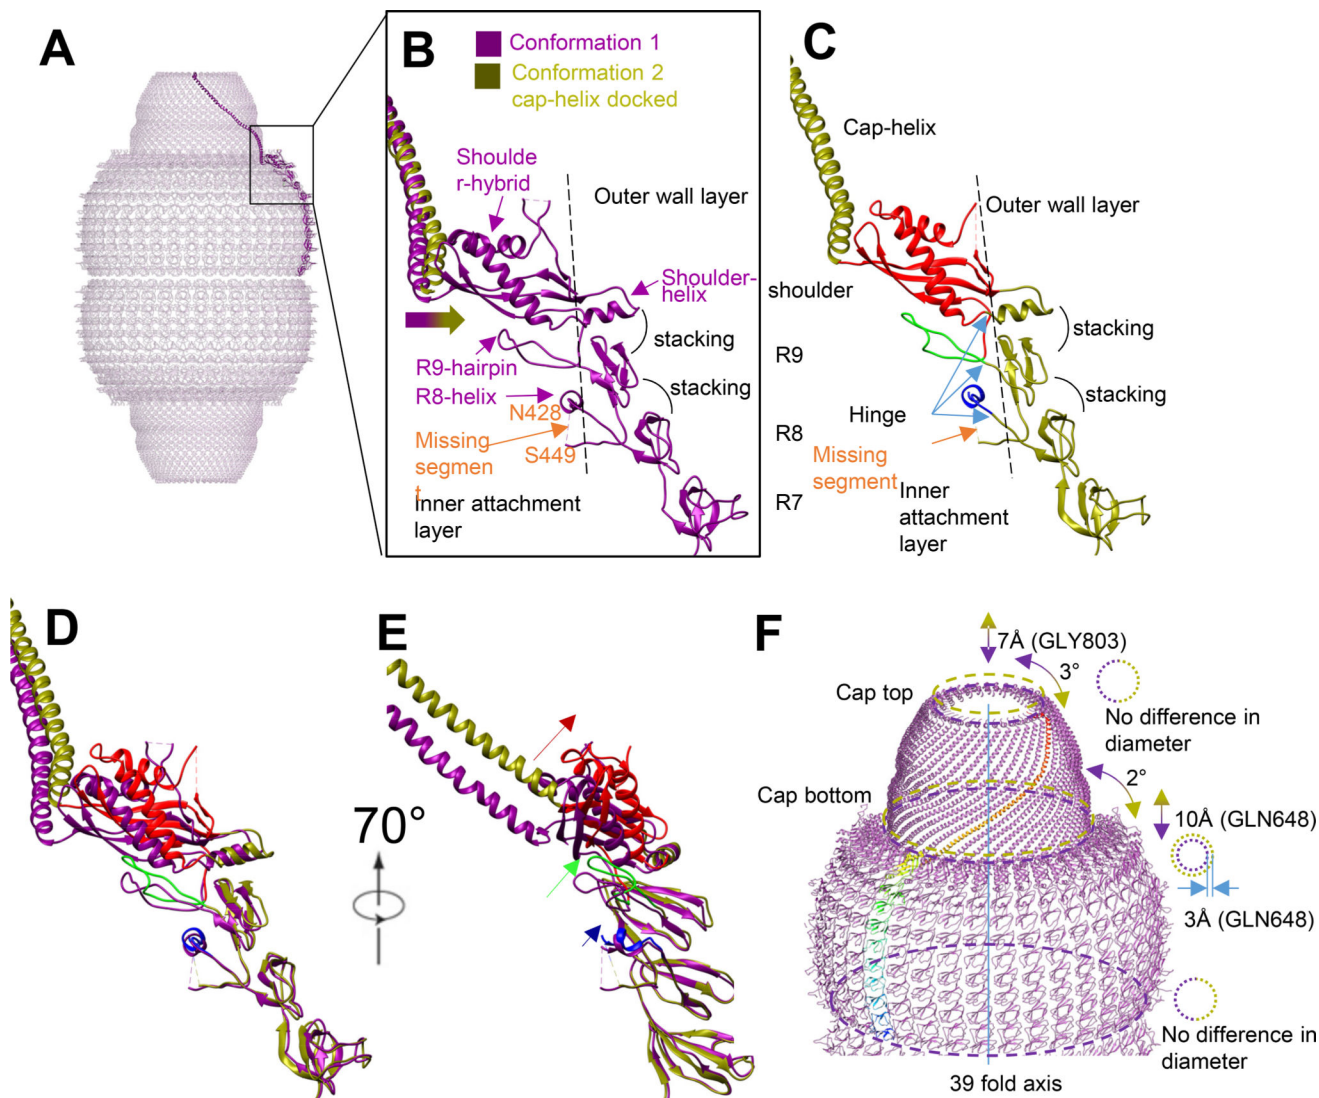 A
B
Conformation 1
Conformation 2
cap-helix docked
Shoulde
r-hybrid
Outer wall layer
Shoulder-
helix
stacking
R9-hairpin
R8-helix
stacking
N428
Missing
segmen
t
S449
Inner attachment
layer
C
Cap-helix
Outer wall layer
shoulder
stacking
R9
stacking
Hinge
R8
Missing
segment
Inner
attachment
layer
R7
D
E
70°
F
7Å (GLY803)
3°
Cap top
No difference in
diameter
2°
Cap bottom
10Å (GLN648)
3Å (GLN648)
No difference in
diameter
39 fold axis